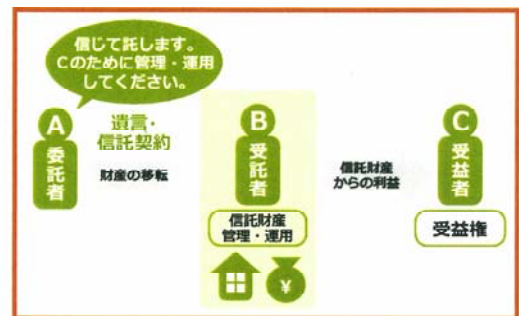 信じて託します。
Cのために管理・運用
してください。
A
委託者
遺言・
信託契約
財産の移転
B
受託者
信託財産
管理・運用
¥
信託財産
からの利益
C
受益者
受益権